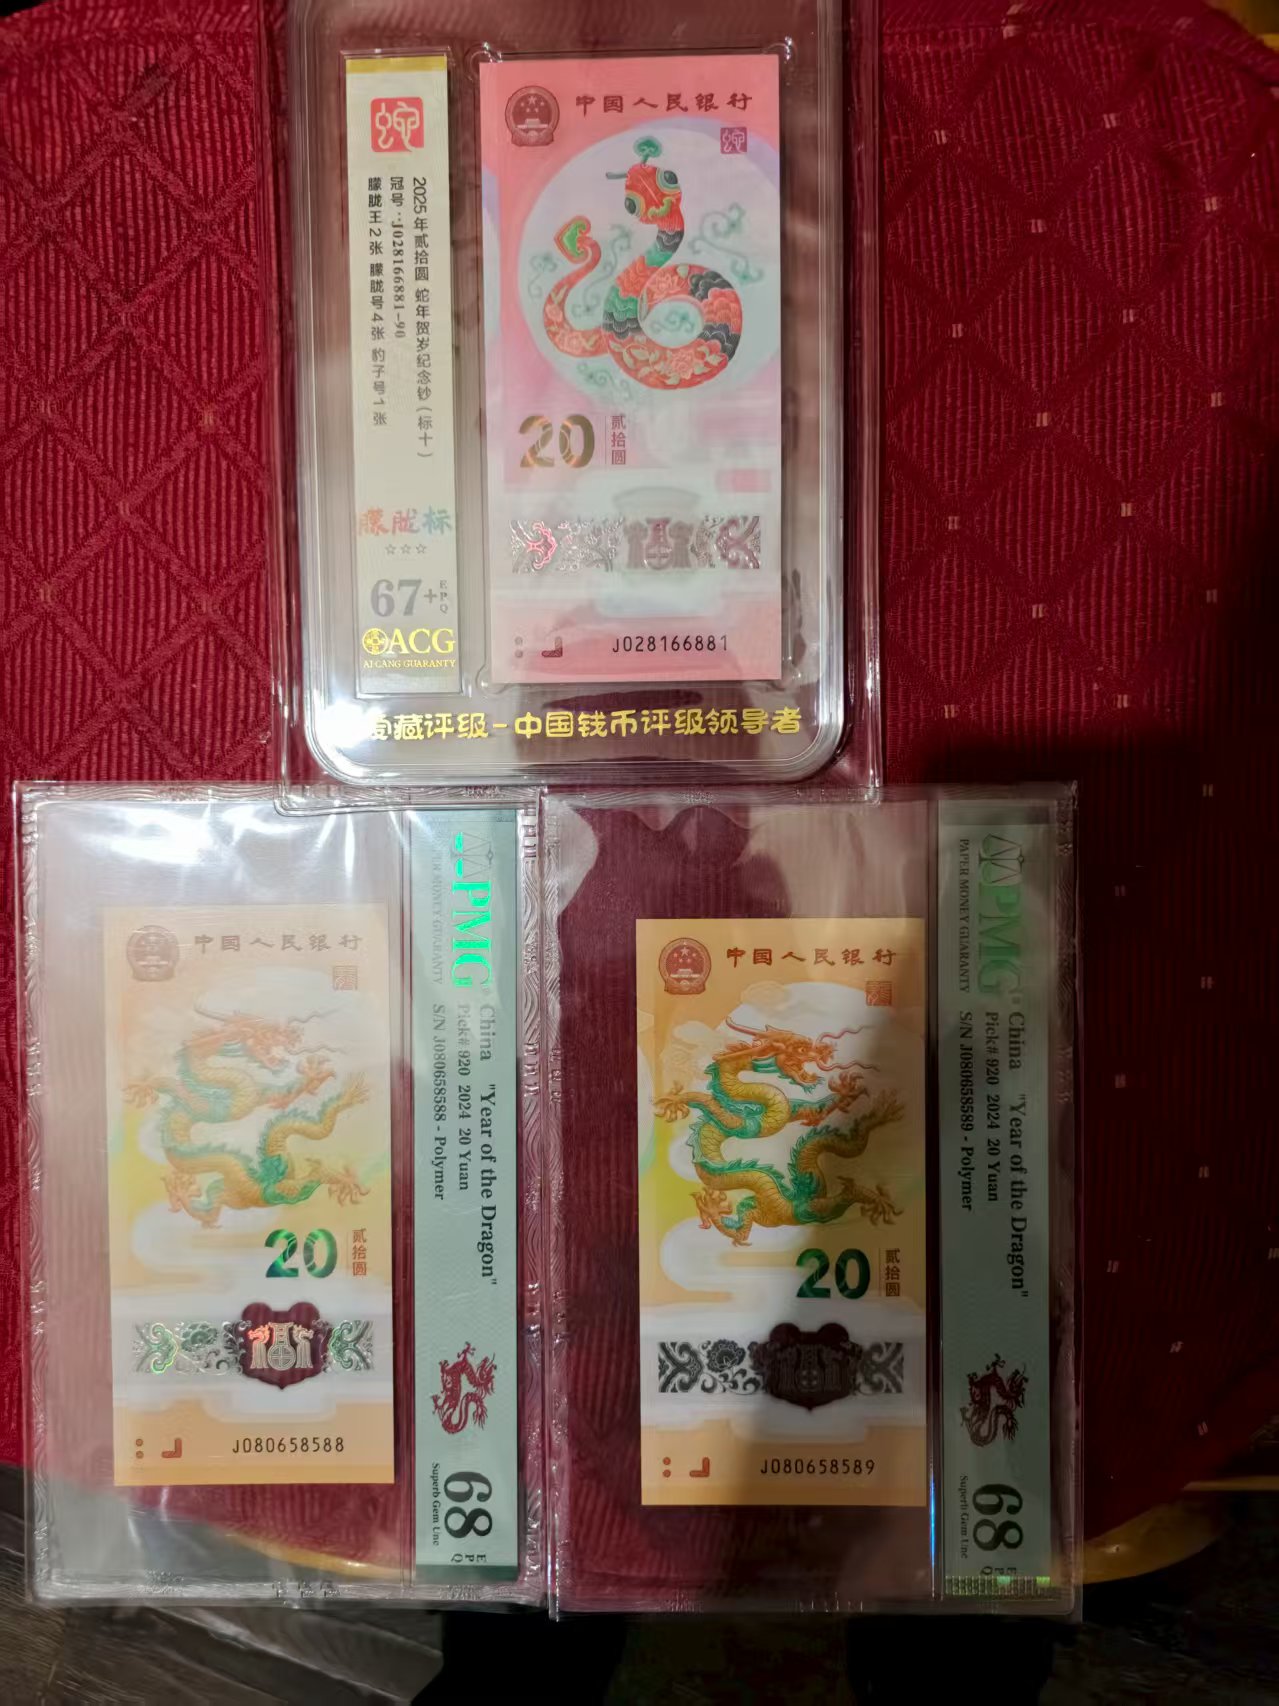 蛇
2025年贰拾圆 蛇年贺岁纪念钞（标十）
冠号：J028166881-90
朦胧王2张 朦胧号4张 豹子号1张
朦胧标
☆☆☆
67+
EPQ
ACG
AI CANG GUARANTY
中国人民银行
蛇
20
贰拾圆
J028166881
爱藏评级-中国钱币评级领导者
中国人民银行
20
贰拾圆
J080658588
PMG
PAPER MONEY GUARANTY
China "Year of the Dragon"
Pick# 920 2024 20 Yuan
S/N J080658588 - Polymer
68
EPQ
Superb Gem Unc
中国人民银行
20
贰拾圆
J080658589
PMG
PAPER MONEY GUARANTY
China "Year of the Dragon"
Pick# 920 2024 20 Yuan
S/N J080658589 - Polymer
68
EPQ
Superb Gem Unc